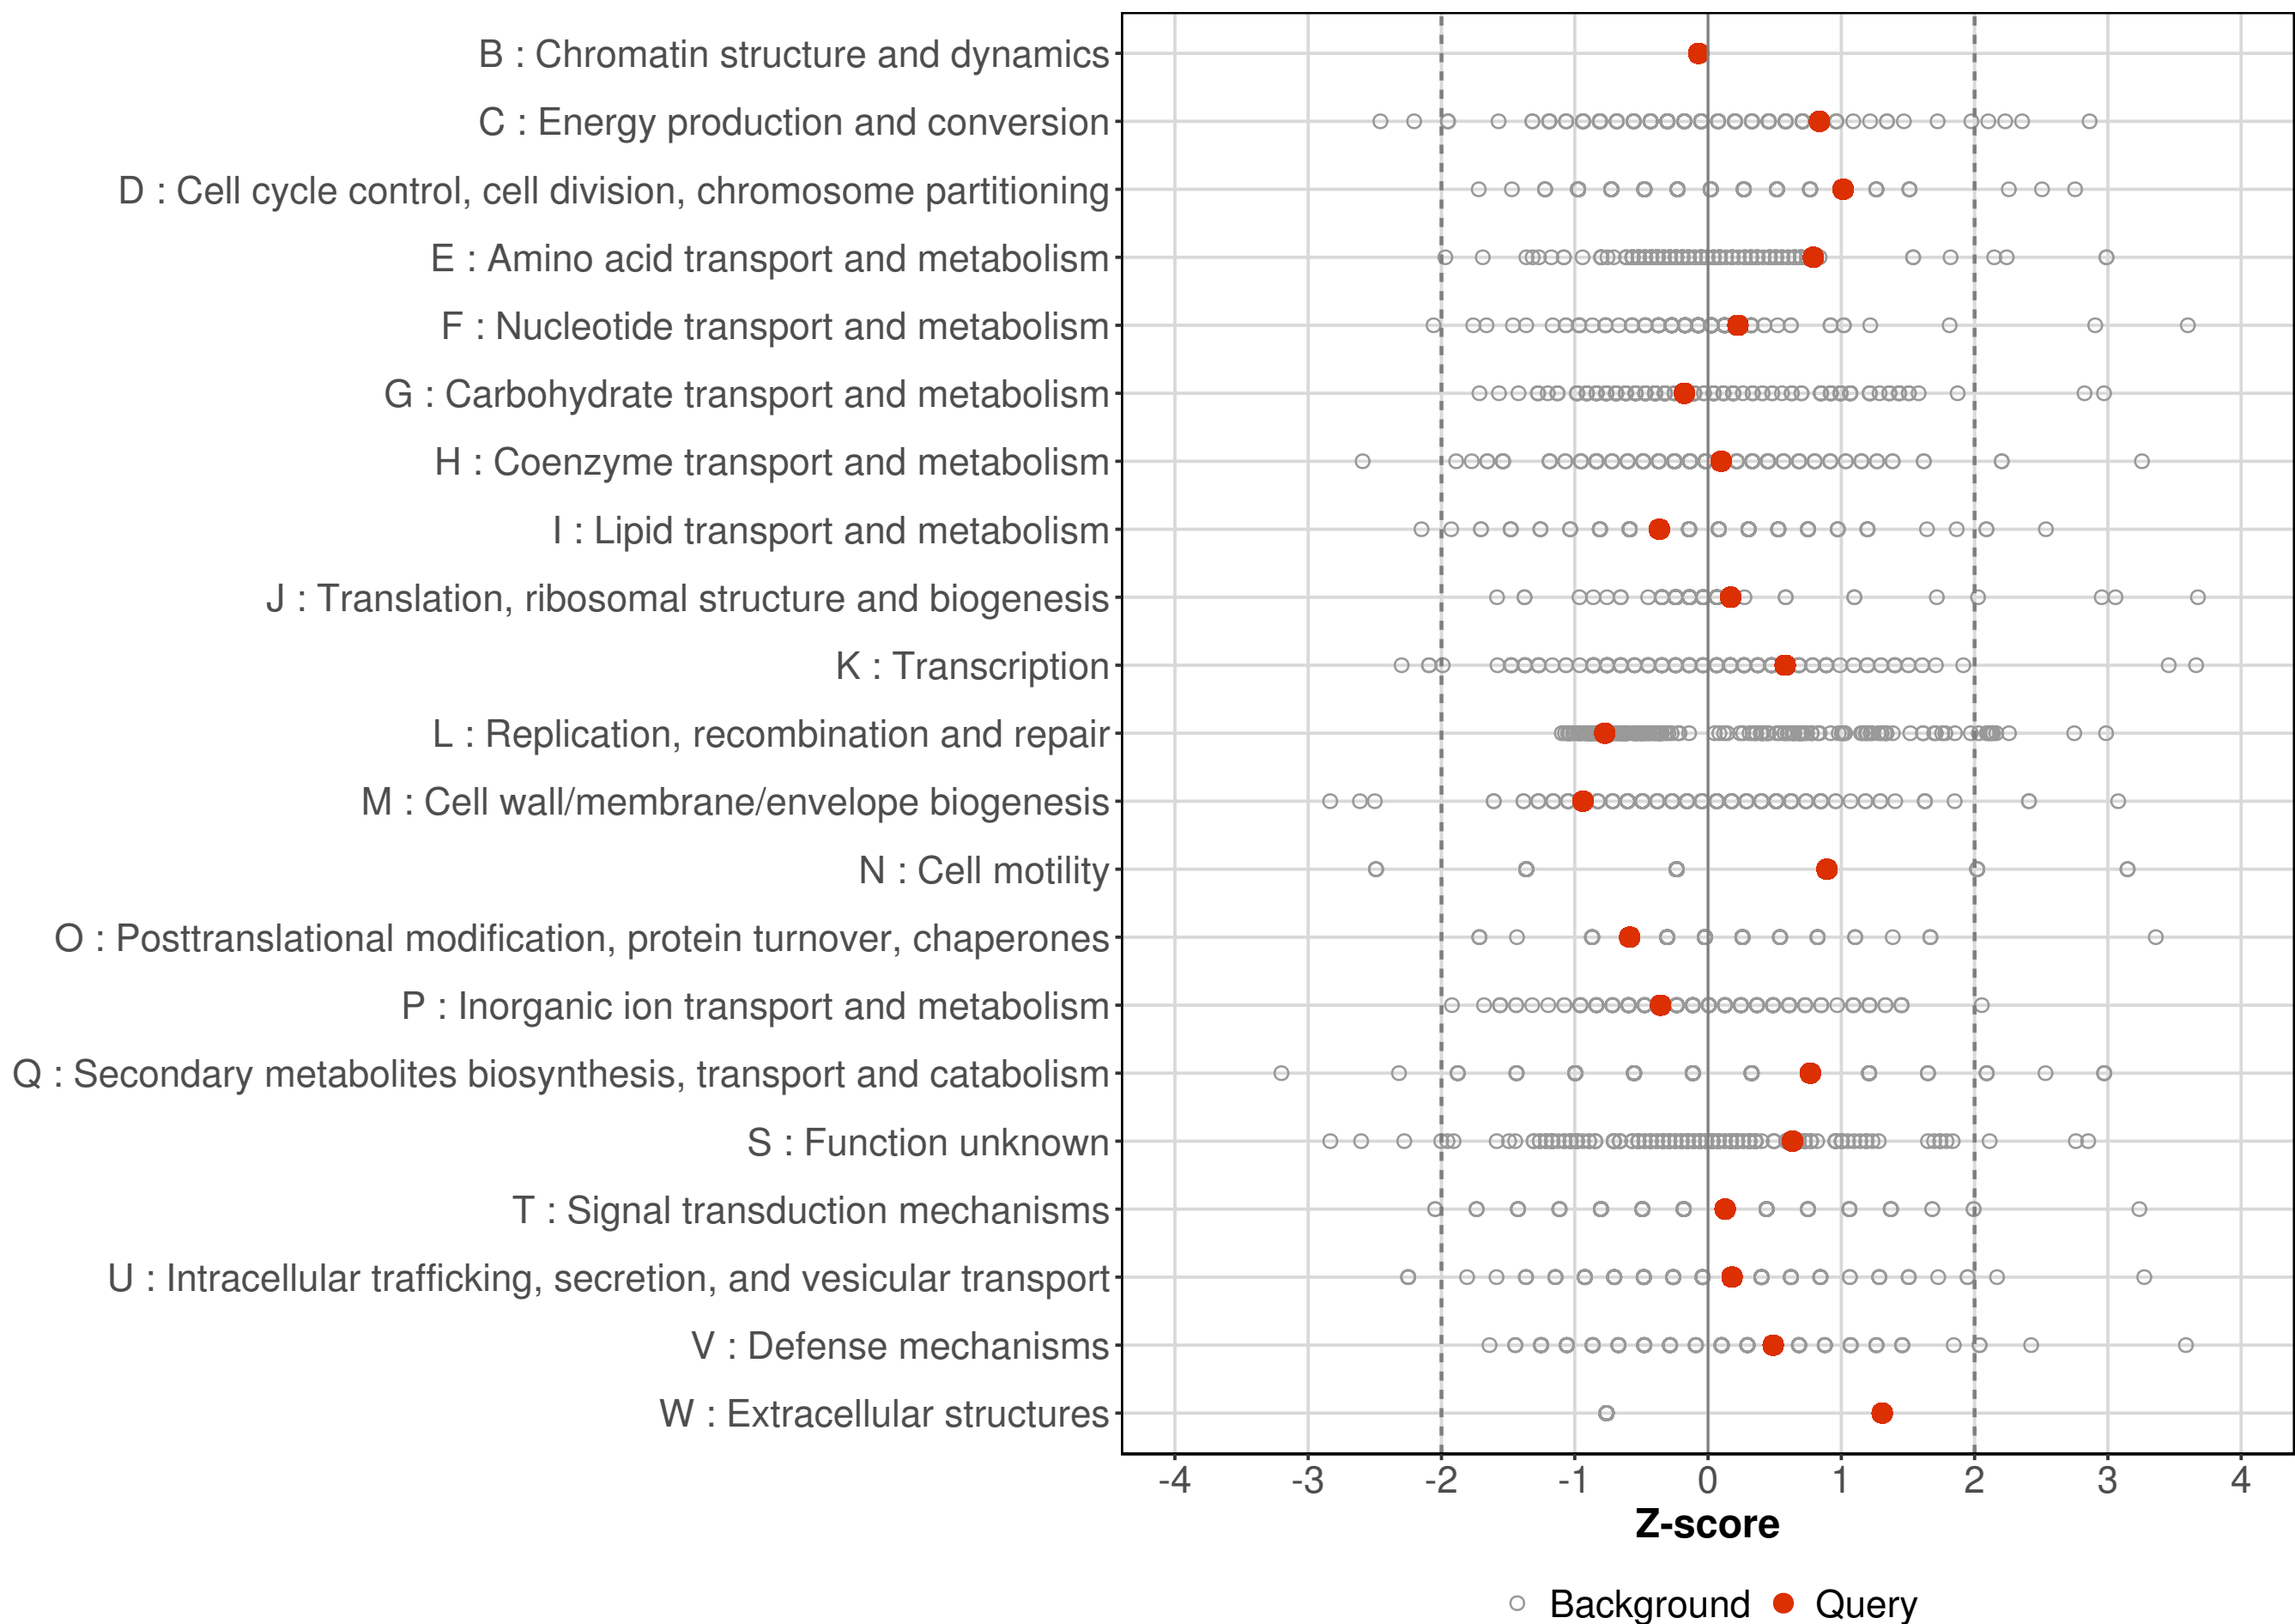 B : Chromatin structure and dynamics
C : Energy production and conversion
D : Cell cycle control, cell division, chromosome partitioning
E : Amino acid transport and metabolism
F : Nucleotide transport and metabolism
G : Carbohydrate transport and metabolism
H : Coenzyme transport and metabolism
I : Lipid transport and metabolism
J : Translation, ribosomal structure and biogenesis
K : Transcription
L : Replication, recombination and repair
M : Cell wall/membrane/envelope biogenesis
N : Cell motility
O : Posttranslational modification, protein turnover, chaperones
P : Inorganic ion transport and metabolism
Q : Secondary metabolites biosynthesis, transport and catabolism
S : Function unknown
T : Signal transduction mechanisms
U : Intracellular trafficking, secretion, and vesicular transport
V : Defense mechanisms
W : Extracellular structures
-4 -3 -2 -1 0 1 2 3 4
Z-score
Background Query